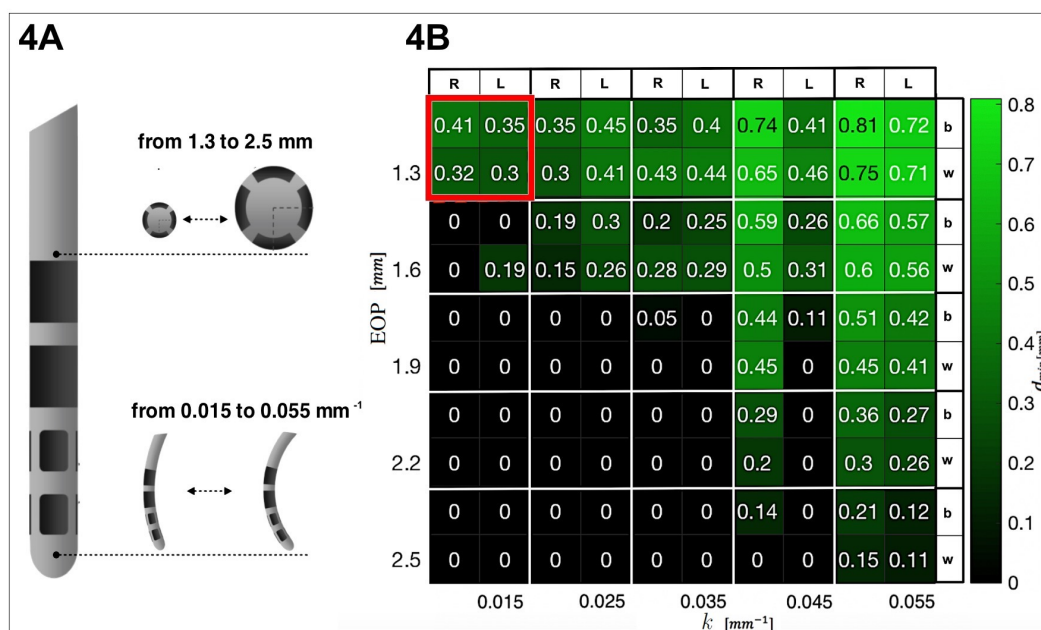 4A
from 1.3 to 2.5 mm
from 0.015 to 0.055 mm -1
4B
R L R L R L R L R L
0.41 0.35 0.35 0.45 0.35 0.4 0.74 0.41 0.81 0.72 b
1.3 0.32 0.3 0.3 0.41 0.43 0.44 0.65 0.46 0.75 0.71 w
0 0 0.19 0.3 0.2 0.25 0.59 0.26 0.66 0.57 b
1.6 0 0.19 0.15 0.26 0.28 0.29 0.5 0.31 0.6 0.56 w
0 0 0 0 0.05 0 0.44 0.11 0.51 0.42 b
1.9 0 0 0 0 0 0 0.45 0 0.45 0.41 w
0 0 0 0 0 0 0.29 0 0.36 0.27 b
2.2 0 0 0 0 0 0 0.2 0 0.3 0.26 w
0 0 0 0 0 0 0.14 0 0.21 0.12 b
2.5 0 0 0 0 0 0 0 0 0.15 0.11 w
0.015 0.025 0.035 0.045 0.055
k [mm⁻¹]
EOP [mm]
0.8
0.7
0.6
0.5
0.4
0.3
0.2
0.1
0